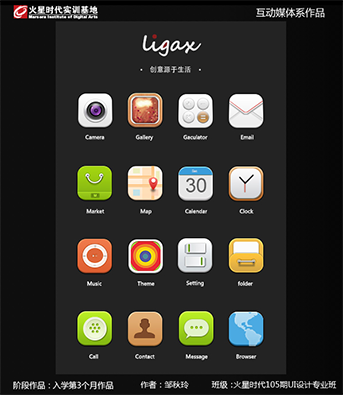 火星时代实训基地
Marsara Institute of Digital Arts
互动媒体系作品
ligax
· 创意源于生活 ·
Camera Gallery Gaculator Email
Market Map Calendar Clock
30
Music Theme Setting folder
Call Contact Message Browser
阶段作品：入学第3个月作品 作者：邹秋玲 班级：火星时代105期UI设计专业班